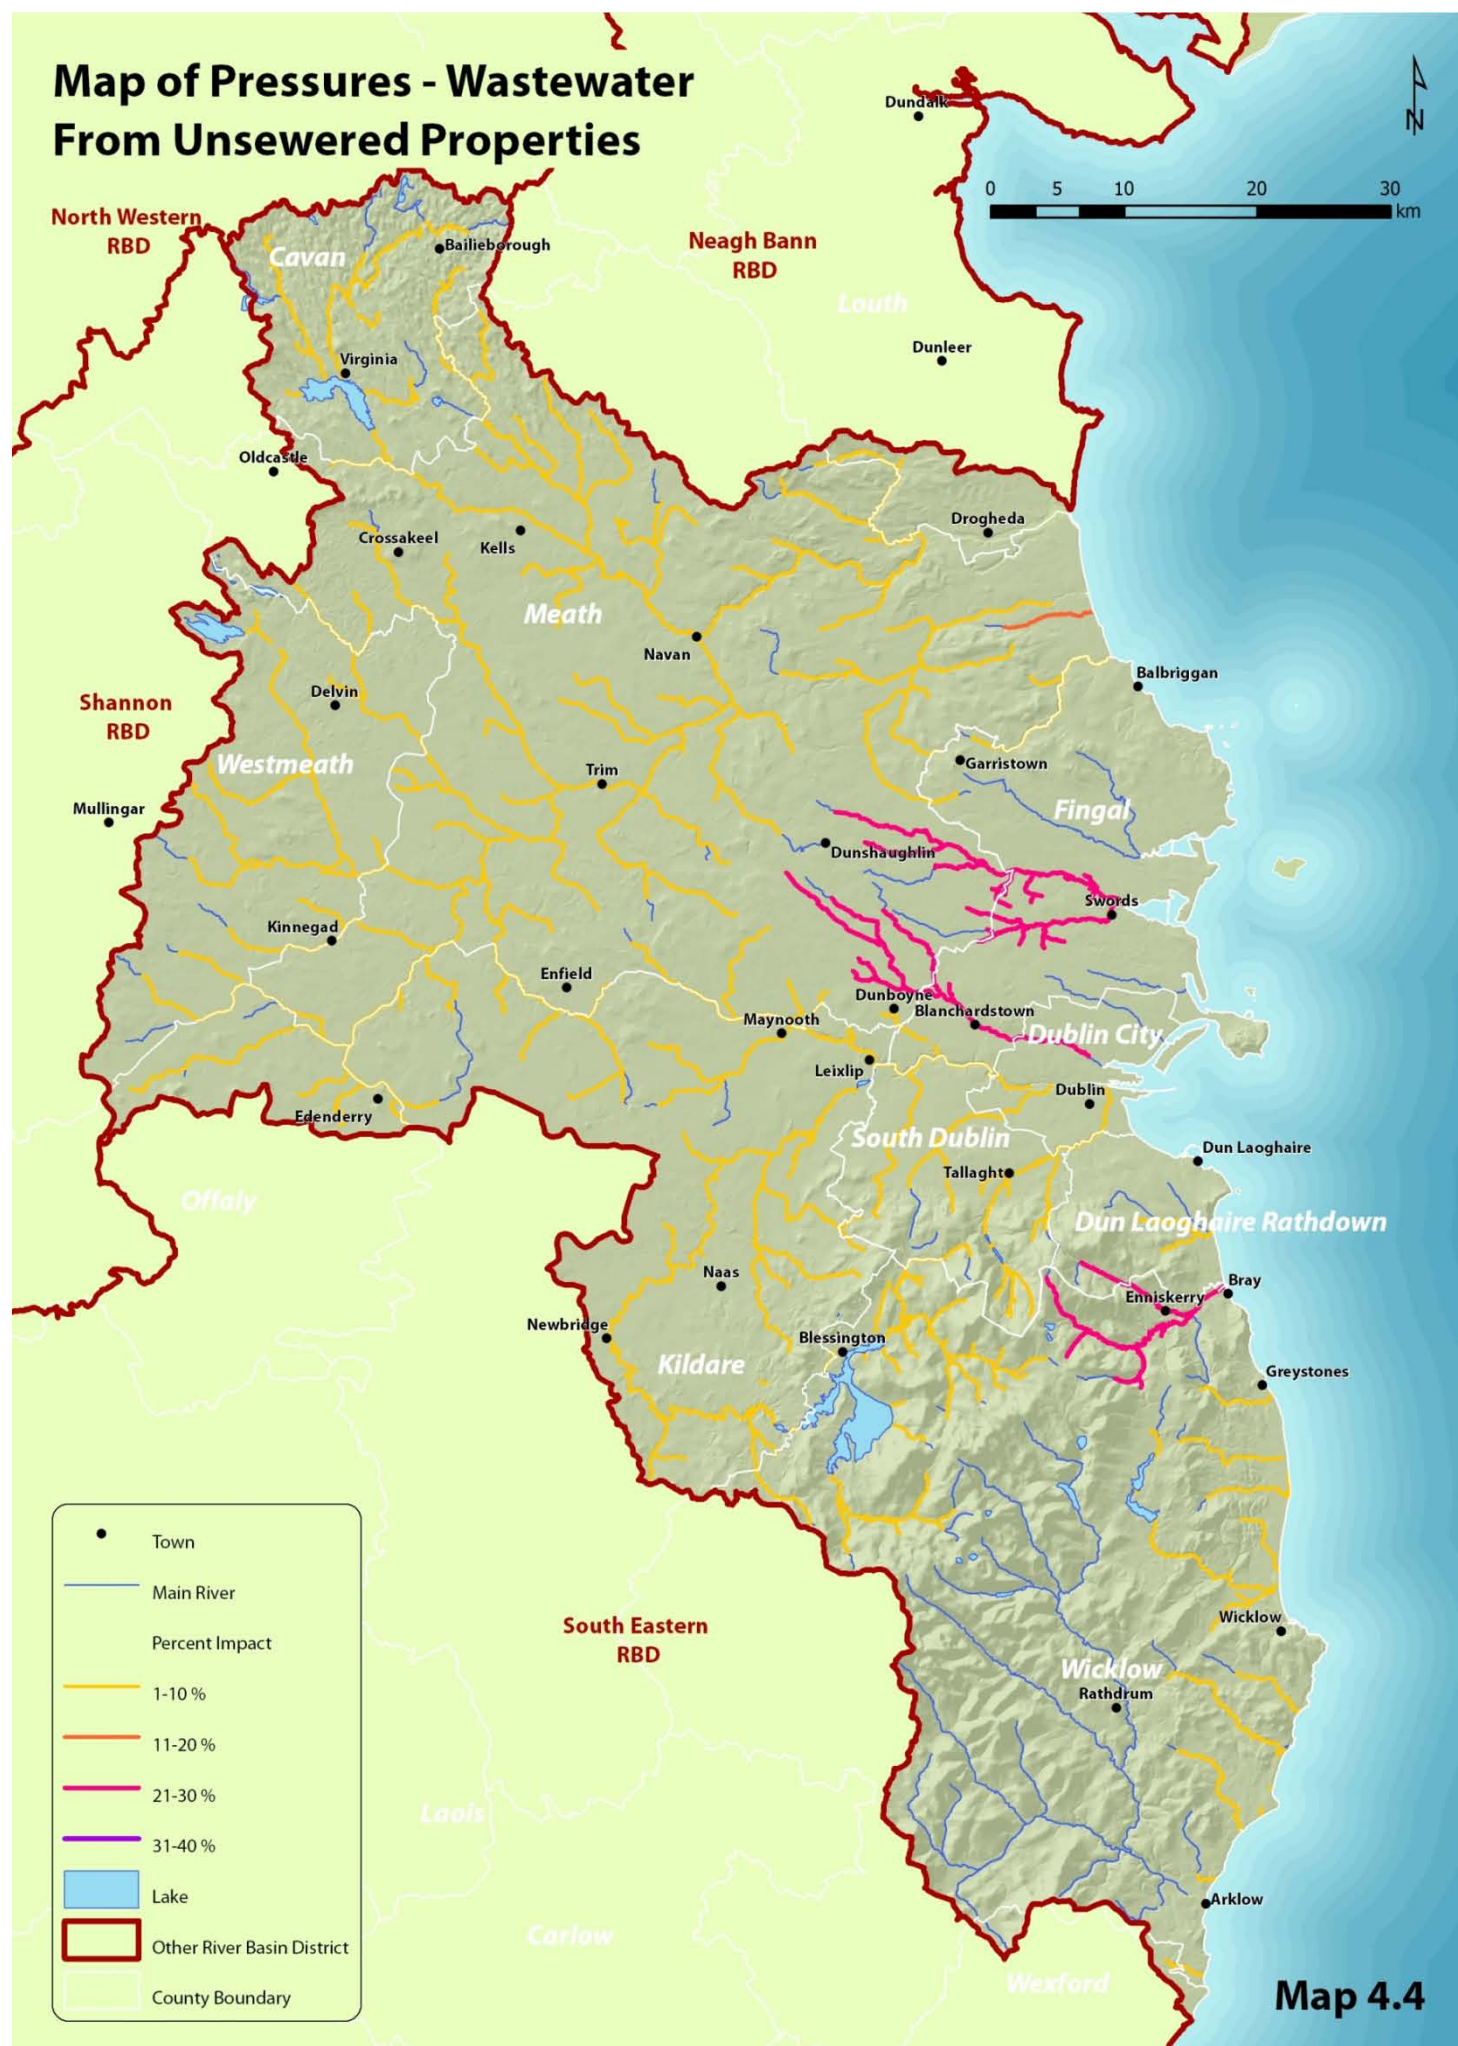 Map of Pressures - Wastewater
From Unsewered Properties
N
0 5 10 20 30
km
Dundalk
North Western
RBD
Neagh Bann
RBD
Cavan
Bailieborough
Louth
Dunleer
Virginia
Oldcastle
Drogheda
Crossakeel
Kells
Meath
Navan
Balbriggan
Shannon
RBD
Delvin
Westmeath
Garristown
Trim
Mullingar
Fingal
Dunshaughlin
Swords
Kinnegad
Enfield
Dunboyne
Blanchardstown
Maynooth
Dublin City
Leixlip
Dublin
Edenderry
South Dublin
Dun Laoghaire
Tallaght
Offaly
Dun Laoghaire Rathdown
Naas
Bray
Enniskerry
Newbridge
Blessington
Kildare
Greystones
South Eastern
RBD
Wicklow
Wicklow
Rathdrum
Laois
Arklow
Carlow
Wexford
Town
Main River
Percent Impact
1-10 %
11-20 %
21-30 %
31-40 %
Lake
Other River Basin District
County Boundary
Map 4.4